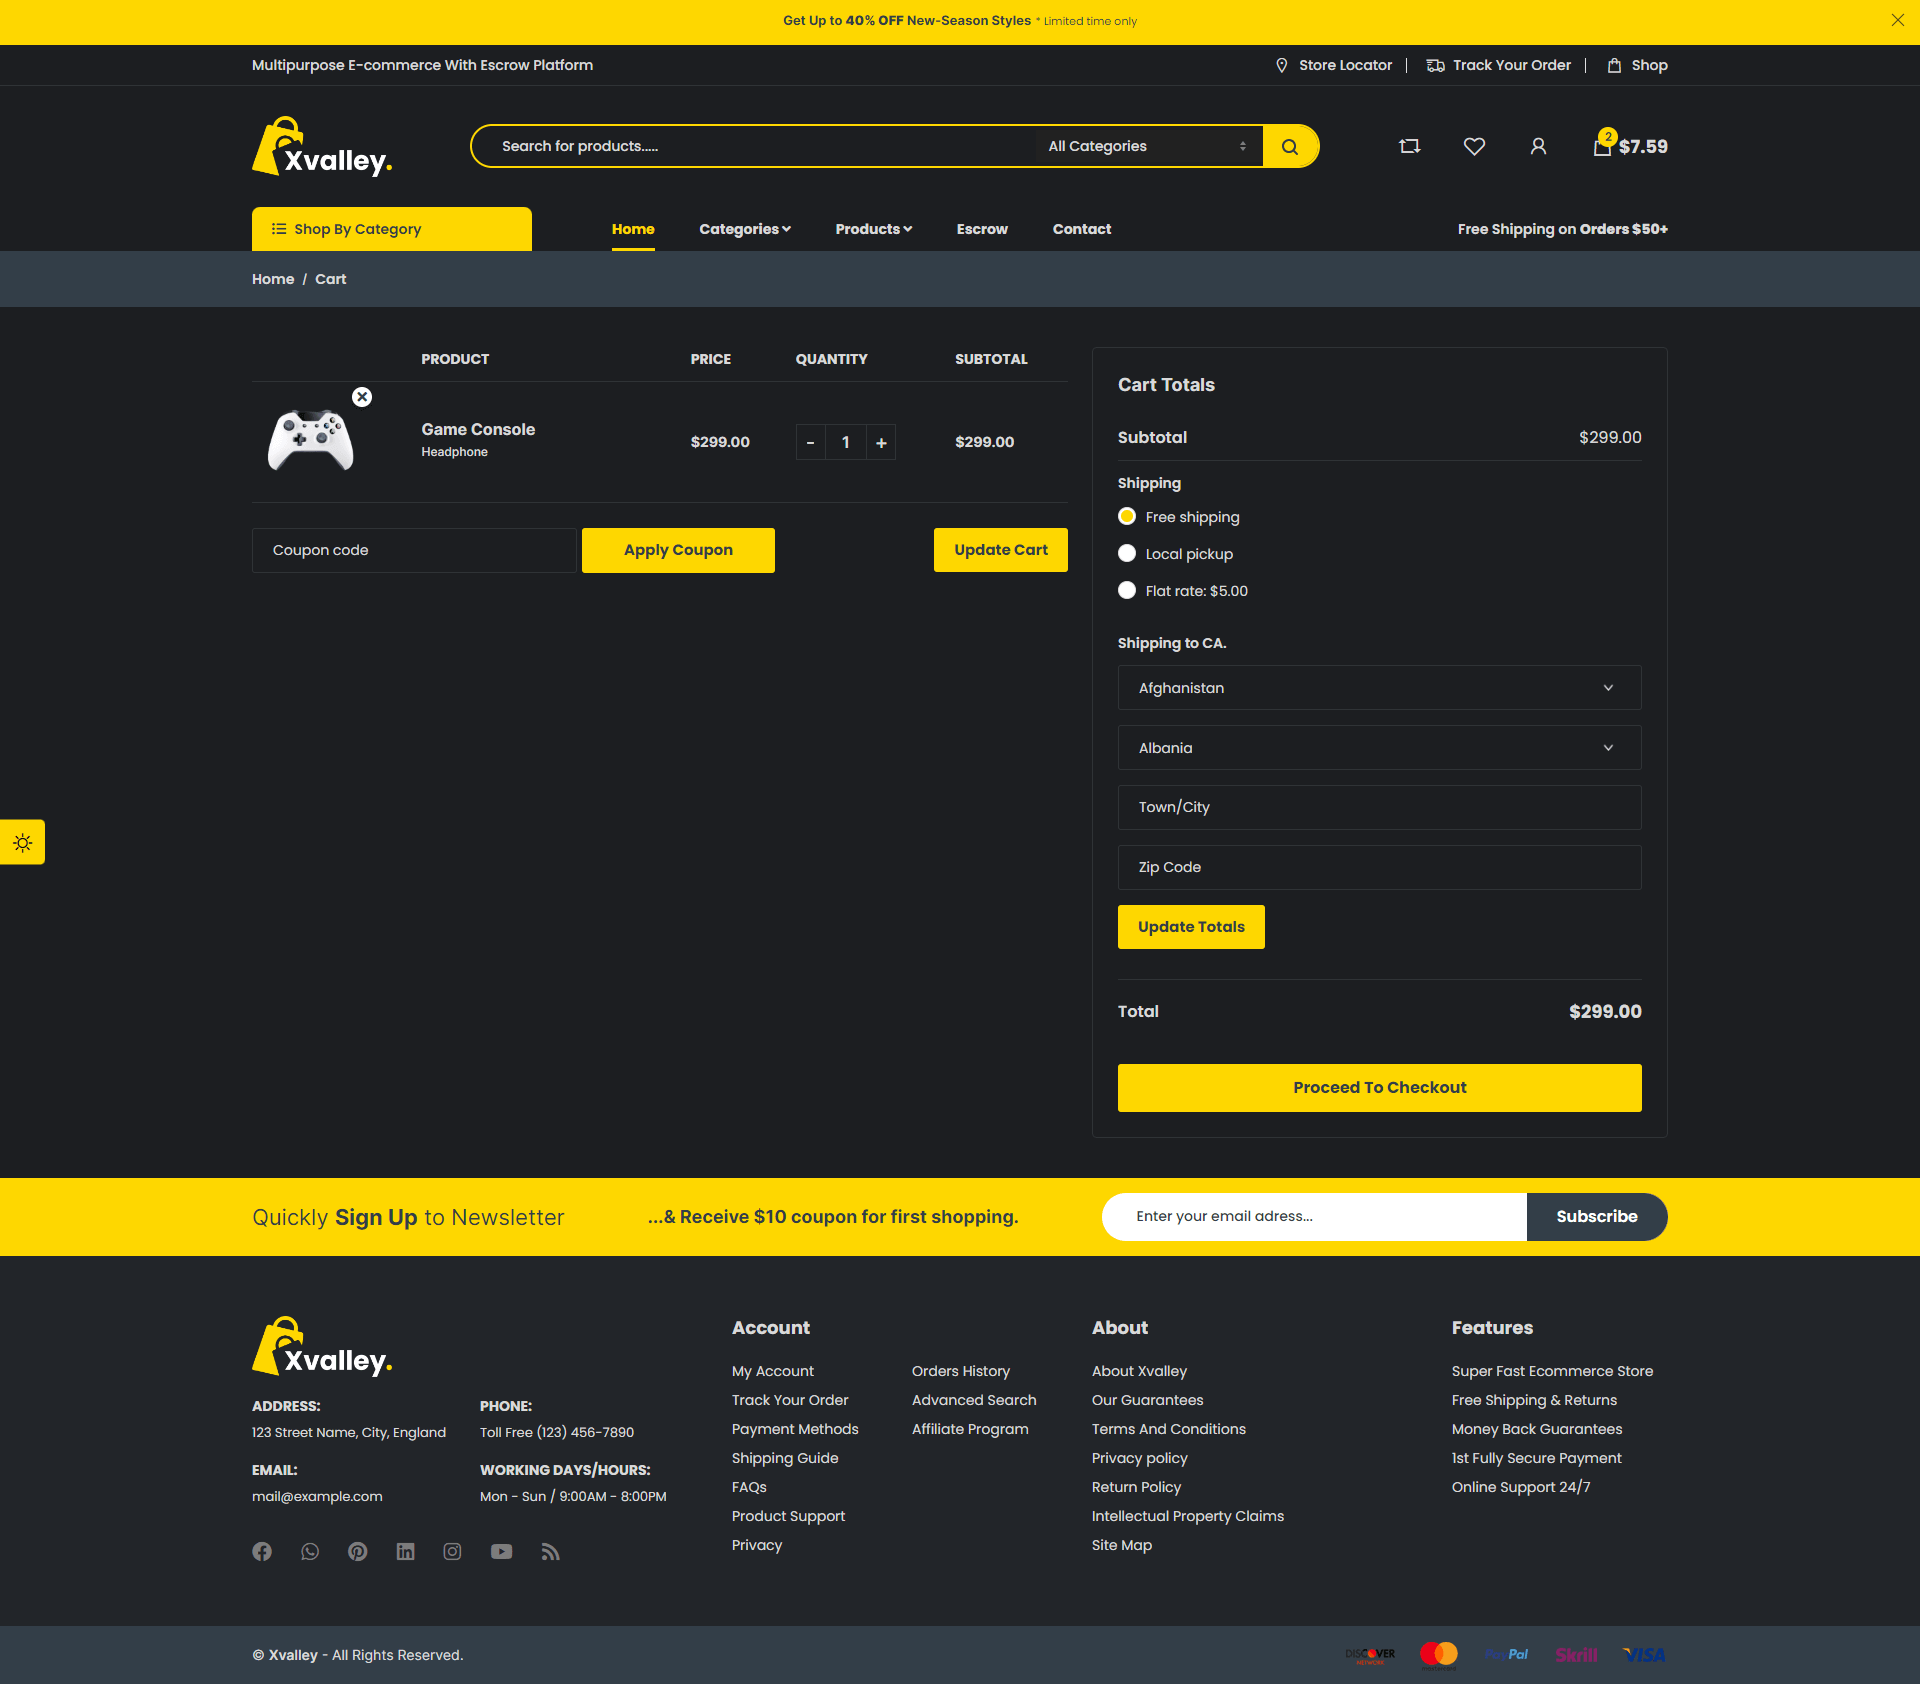 Get Up to 40% OFF New-Season Styles * Limited time only
Multipurpose E-commerce With Escrow Platform
Store Locator
Track Your Order
Shop
Xvalley.
Search for products.....
All Categories
2
$7.59
Shop By Category
Home
Categories
Products
Escrow
Contact
Free Shipping on Orders $50+
Home / Cart
PRODUCT PRICE QUANTITY SUBTOTAL
Game Console
Headphone
$299.00
- 1 +
$299.00
Coupon code
Apply Coupon
Update Cart
Cart Totals
Subtotal $299.00
Shipping
Free shipping
Local pickup
Flat rate: $5.00
Shipping to CA.
Afghanistan
Albania
Town/City
Zip Code
Update Totals
Total $299.00
Proceed To Checkout
Quickly Sign Up to Newsletter
...& Receive $10 coupon for first shopping.
Enter your email adress...
Subscribe
Xvalley.
ADDRESS:
123 Street Name, City, England
PHONE:
Toll Free (123) 456-7890
EMAIL:
mail@example.com
WORKING DAYS/HOURS:
Mon - Sun / 9:00AM - 8:00PM
Account
My Account
Track Your Order
Payment Methods
Shipping Guide
FAQs
Product Support
Privacy
Orders History
Advanced Search
Affiliate Program
About
About Xvalley
Our Guarantees
Terms And Conditions
Privacy policy
Return Policy
Intellectual Property Claims
Site Map
Features
Super Fast Ecommerce Store
Free Shipping & Returns
Money Back Guarantees
1st Fully Secure Payment
Online Support 24/7
© Xvalley - All Rights Reserved.
DISCOVER
NETWORK
mastercard
PayPal
Skrill
VISA